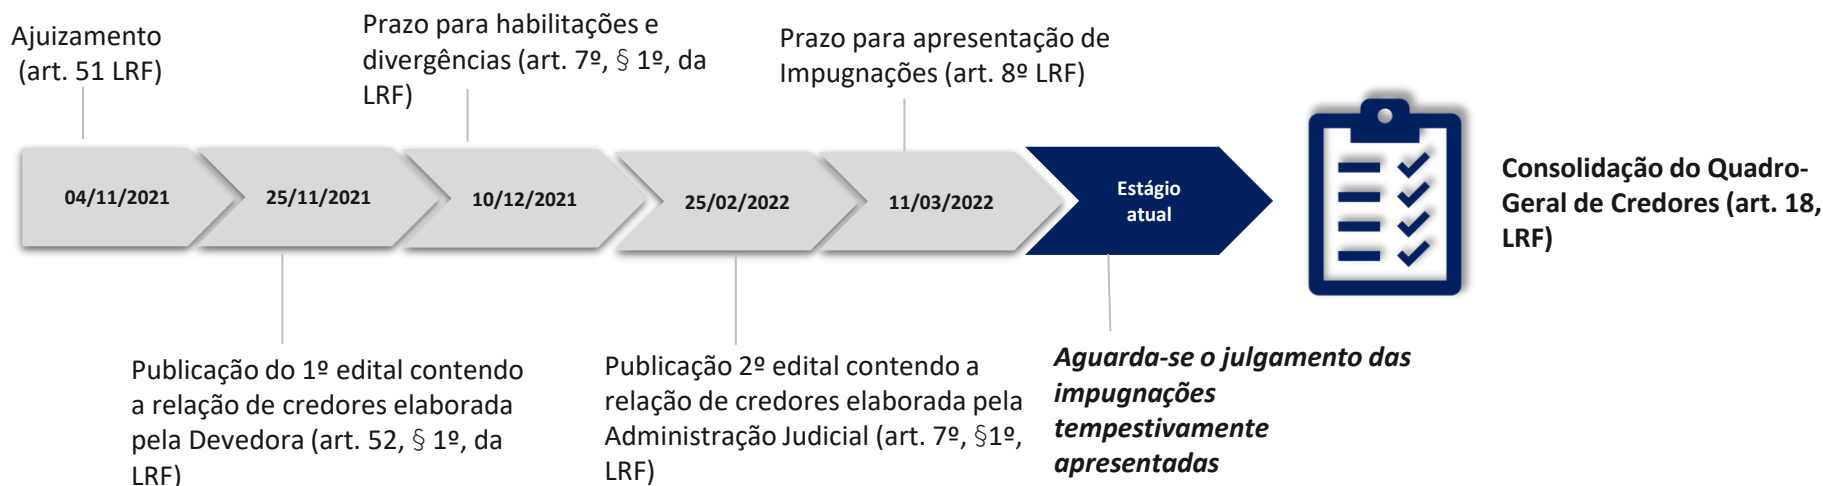 Ajuizamento
(art. 51 LRF)
Prazo para habilitações e
divergências (art. 7º, § 1º, da
LRF)
Prazo para apresentação de
Impugnações (art. 8º LRF)
04/11/2021
25/11/2021
10/12/2021
25/02/2022
11/03/2022
Estágio
atual
Consolidação do Quadro-
Geral de Credores (art. 18,
LRF)
Publicação do 1º edital contendo
a relação de credores elaborada
pela Devedora (art. 52, § 1º, da
LRF)
Publicação 2º edital contendo a
relação de credores elaborada pela
Administração Judicial (art. 7º, §1º,
LRF)
Aguarda-se o julgamento das
impugnações
tempestivamente
apresentadas